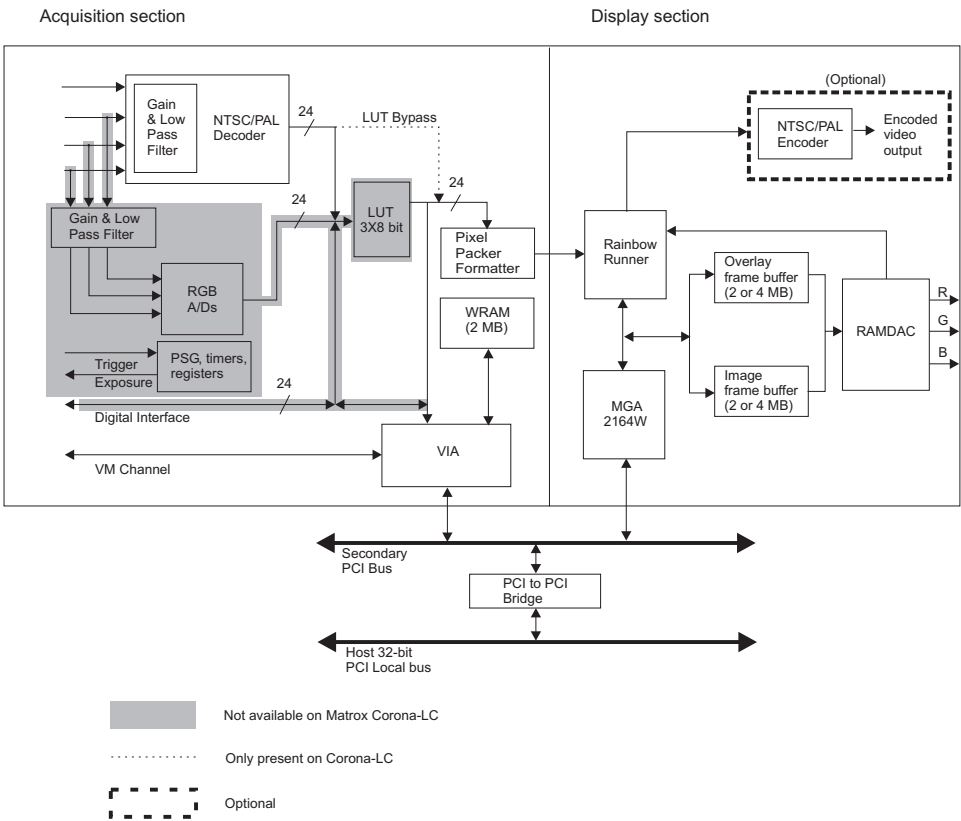 Acquisition section
Display section
(Optional)
Gain
& Low
Pass
Filter
NTSC/PAL
Decoder
24
LUT Bypass
NTSC/PAL
Encoder
Encoded
video
output
24
24
LUT
3X8 bit
Gain & Low
Pass Filter
Pixel
Packer
Formatter
Rainbow
Runner
Overlay
frame buffer
(2 or 4 MB)
RGB
A/Ds
WRAM
(2 MB)
RAMDAC
R
G
B
Trigger
Exposure
PSG, timers,
registers
Image
frame buffer
(2 or 4 MB)
24
Digital Interface
MGA
2164W
VIA
VM Channel
Secondary
PCI Bus
PCI to PCI
Bridge
Host 32-bit
PCI Local bus
Not available on Matrox Corona-LC
Only present on Corona-LC
Optional